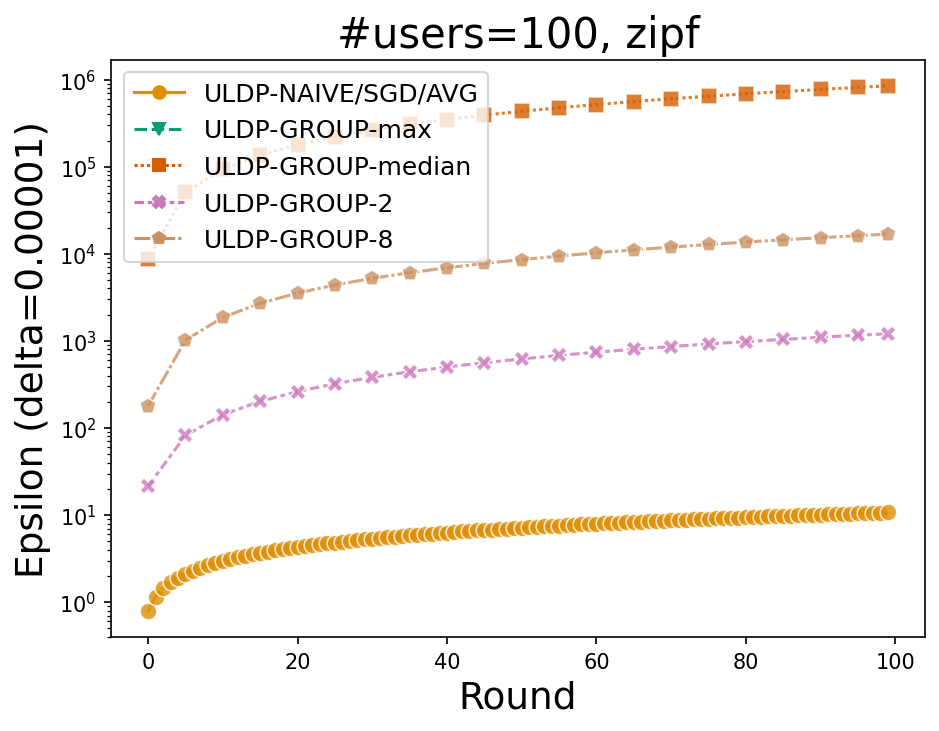 #users=100, zipf
Epsilon (delta=0.00001)
10^6
10^5
10^4
10^3
10^2
10^1
10^0
ULDP-NAIVE/SGD/AVG
ULDP-GROUP-max
ULDP-GROUP-median
ULDP-GROUP-2
ULDP-GROUP-8
0 20 40 60 80 100
Round